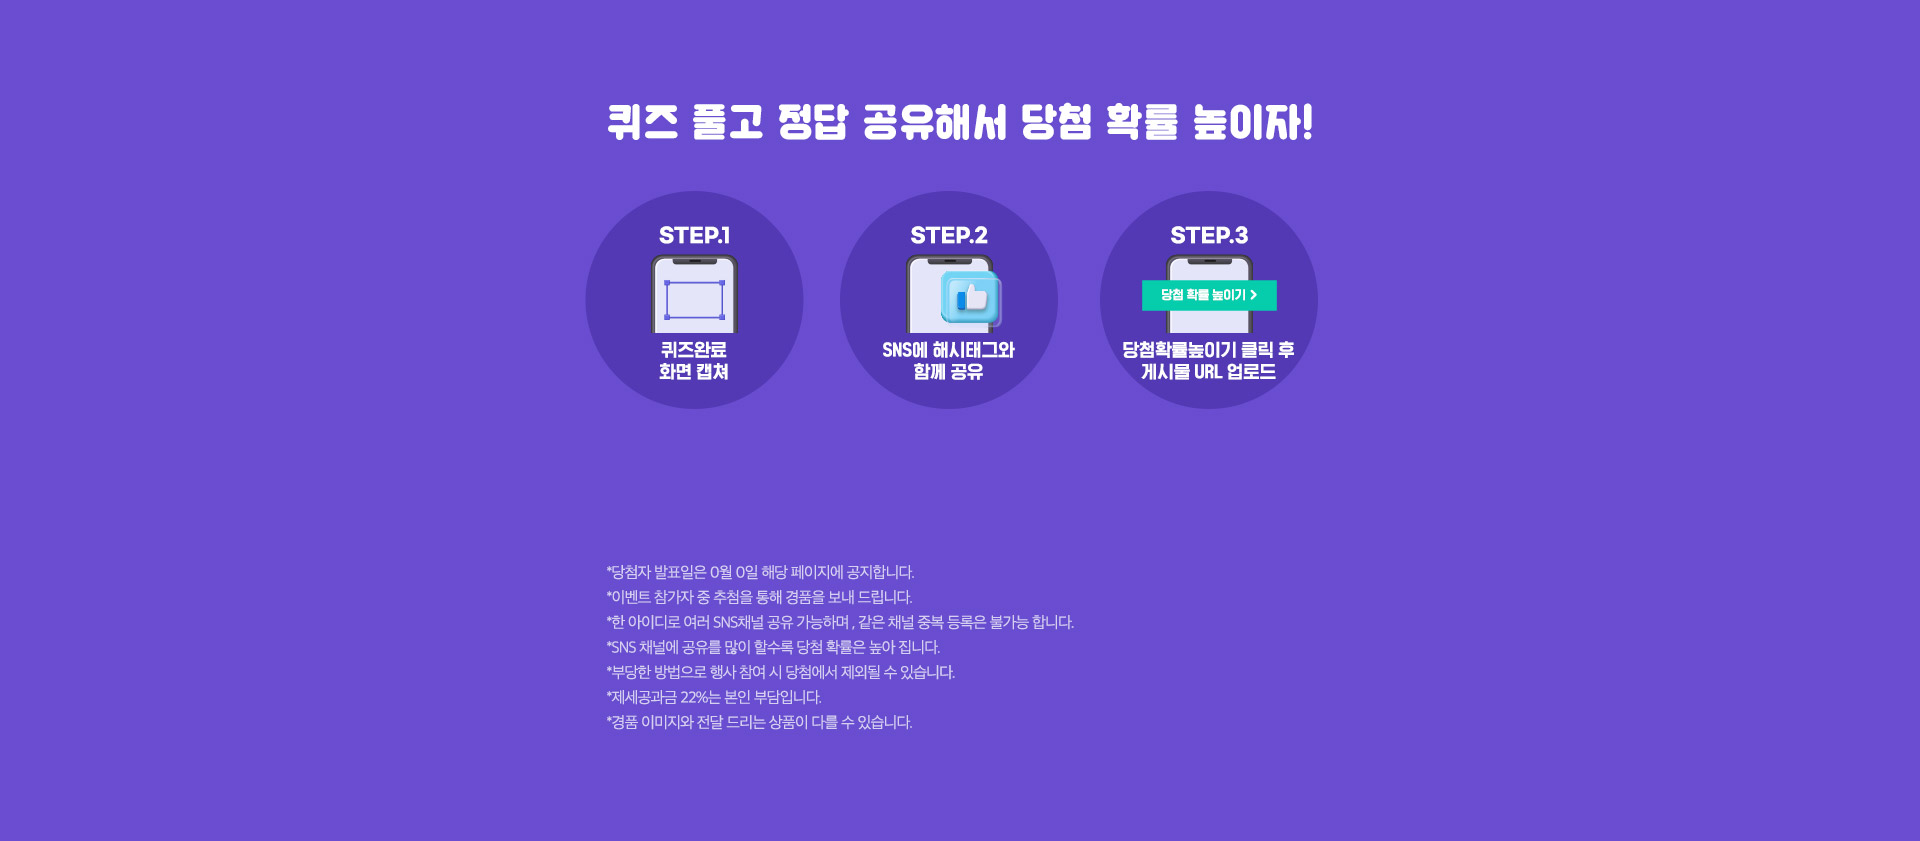 퀴즈 풀고 정답 공유해서 당첨 확률 높이자!
STEP.1
퀴즈완료
화면 캡쳐
STEP.2
SNS에 해시태그와
함께 공유
STEP.3
당첨 확률 높이기 >
당첨확률높이기 클릭 후
게시물 URL 업로드
*당첨자 발표일은 0월 0일 해당 페이지에 공지합니다.
*이벤트 참가자 중 추첨을 통해 경품을 보내 드립니다.
*한 아이디로 여러 SNS채널 공유 가능하며 , 같은 채널 중복 등록은 불가능 합니다.
*SNS 채널에 공유를 많이 할수록 당첨 확률은 높아 집니다.
*부당한 방법으로 행사 참여 시 당첨에서 제외될 수 있습니다.
*제세공과금 22%는 본인 부담입니다.
*경품 이미지와 전달 드리는 상품이 다를 수 있습니다.